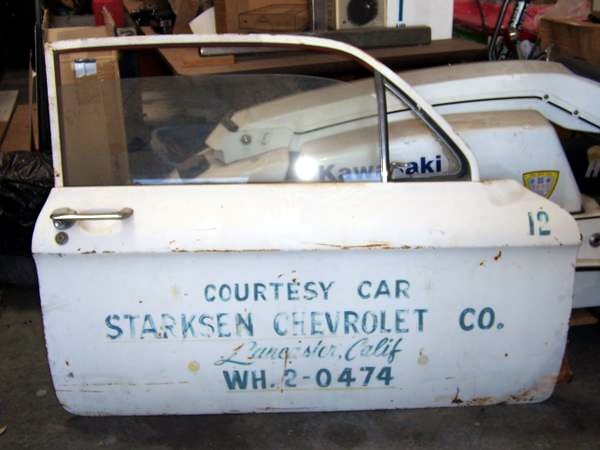 Kawasaki
12
COURTESY CAR
STARKSEN CHEVROLET CO.
Lancaster, Calif
WH. 2-0474